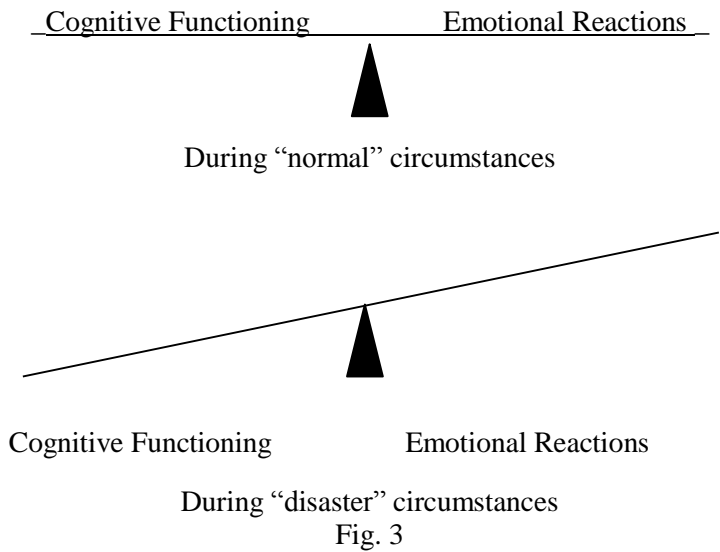 Cognitive Functioning Emotional Reactions
During “normal” circumstances
Cognitive Functioning Emotional Reactions
During “disaster” circumstances
Fig. 3